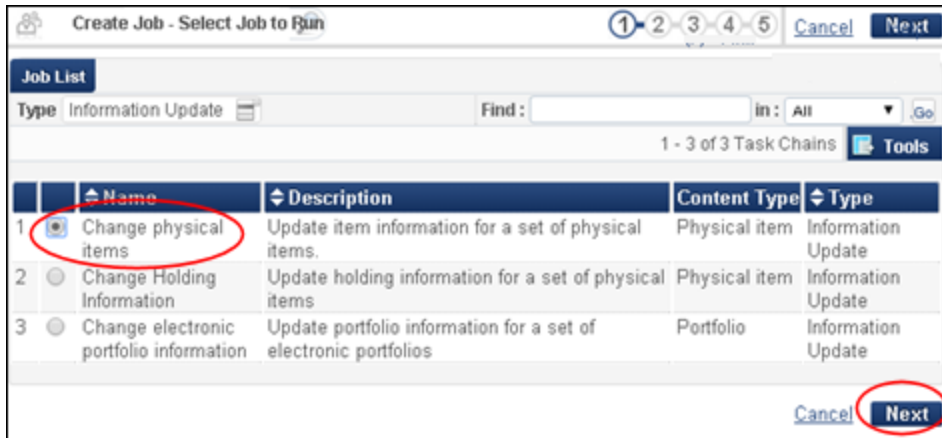 Create Job - Select Job to Run
1 2 3 4 5 Cancel Next
Job List
Type Information Update Find : in : All Go
1 - 3 of 3 Task Chains Tools
Name Description Content Type Type
1 Change physical items Update item information for a set of physical items. Physical item Information Update
2 Change Holding Information Update holding information for a set of physical items Physical item Information Update
3 Change electronic portfolio information Update portfolio information for a set of electronic portfolios Portfolio Information Update
Cancel Next